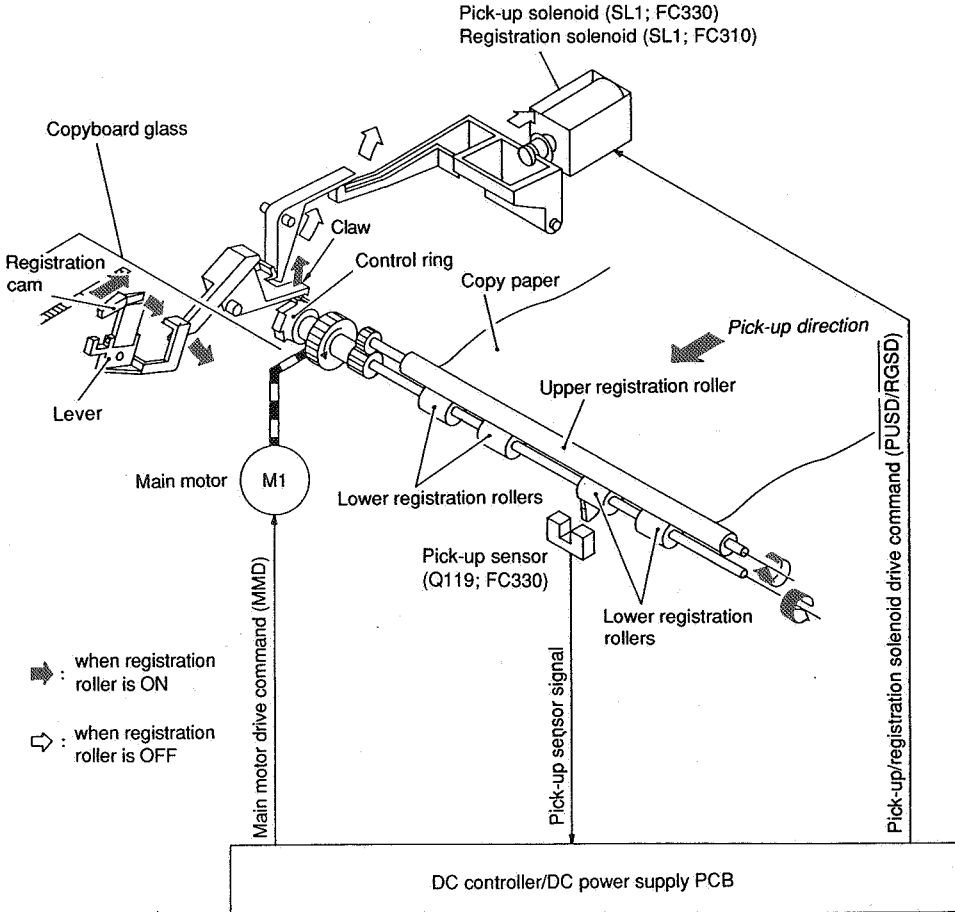 Pick-up solenoid (SL1; FC330)
Registration solenoid (SL1; FC310)
Copyboard glass
Claw
Control ring
Registration
cam
Copy paper
Pick-up direction
Upper registration roller
Lever
Main motor
M1
Lower registration rollers
Pick-up sensor
(Q119; FC330)
Lower registration
rollers
when registration
roller is ON
when registration
roller is OFF
Main motor drive command (MMD)
Pick-up sensor signal
Pick-up/registration solenoid drive command (PUSD/RGSD)
DC controller/DC power supply PCB